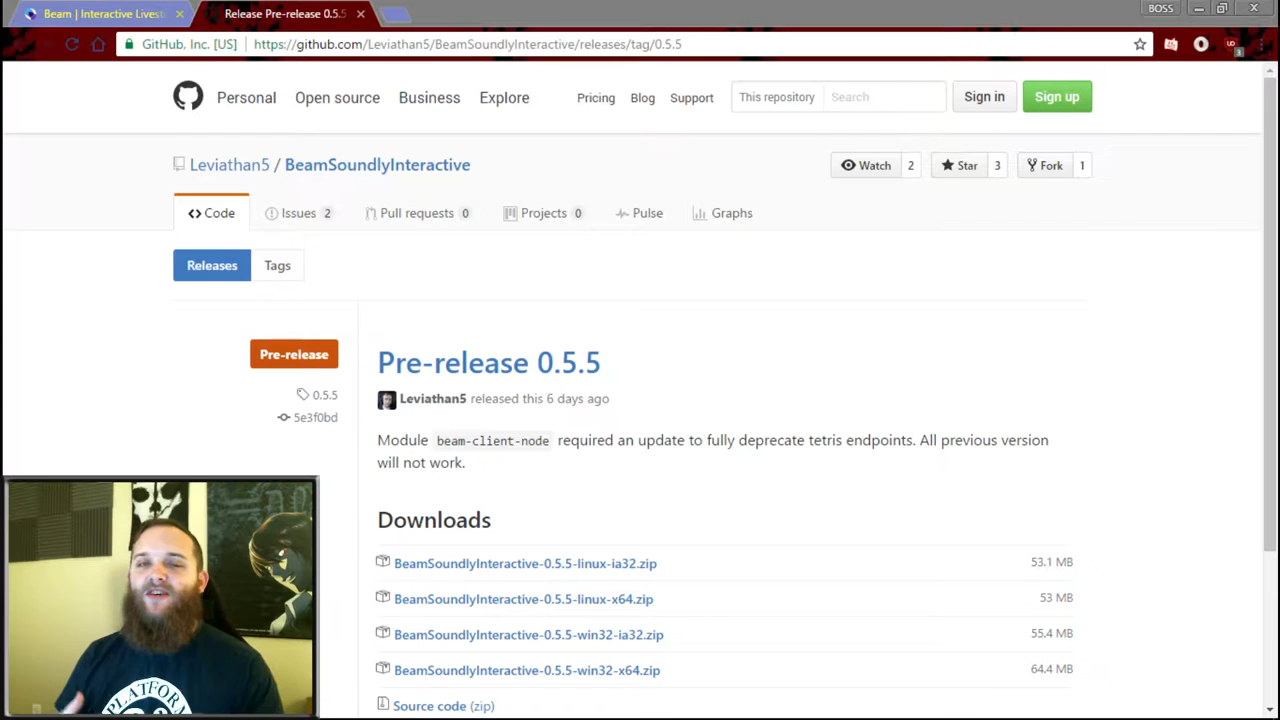 Beam | Interactive Livest
Release Pre-release 0.5.5
BOSS
GitHub, Inc. [US]
https://github.com/Leviathan5/BeamSoundlyInteractive/releases/tag/0.5.5
Personal Open source Business Explore
Pricing Blog Support
This repository Search
Sign in Sign up
Leviathan5 / BeamSoundlyInteractive
Watch 2 Star 3 Fork 1
Code Issues 2 Pull requests 0 Projects 0 Pulse Graphs
Releases Tags
Pre-release
0.5.5
5e3f0bd
Pre-release 0.5.5
Leviathan5 released this 6 days ago
Module beam-client-node required an update to fully deprecate tetris endpoints. All previous version
will not work.
Downloads
BeamSoundlyInteractive-0.5.5-linux-ia32.zip 53.1 MB
BeamSoundlyInteractive-0.5.5-linux-x64.zip 53 MB
BeamSoundlyInteractive-0.5.5-win32-ia32.zip 55.4 MB
BeamSoundlyInteractive-0.5.5-win32-x64.zip 64.4 MB
Source code (zip)
PLATFORM